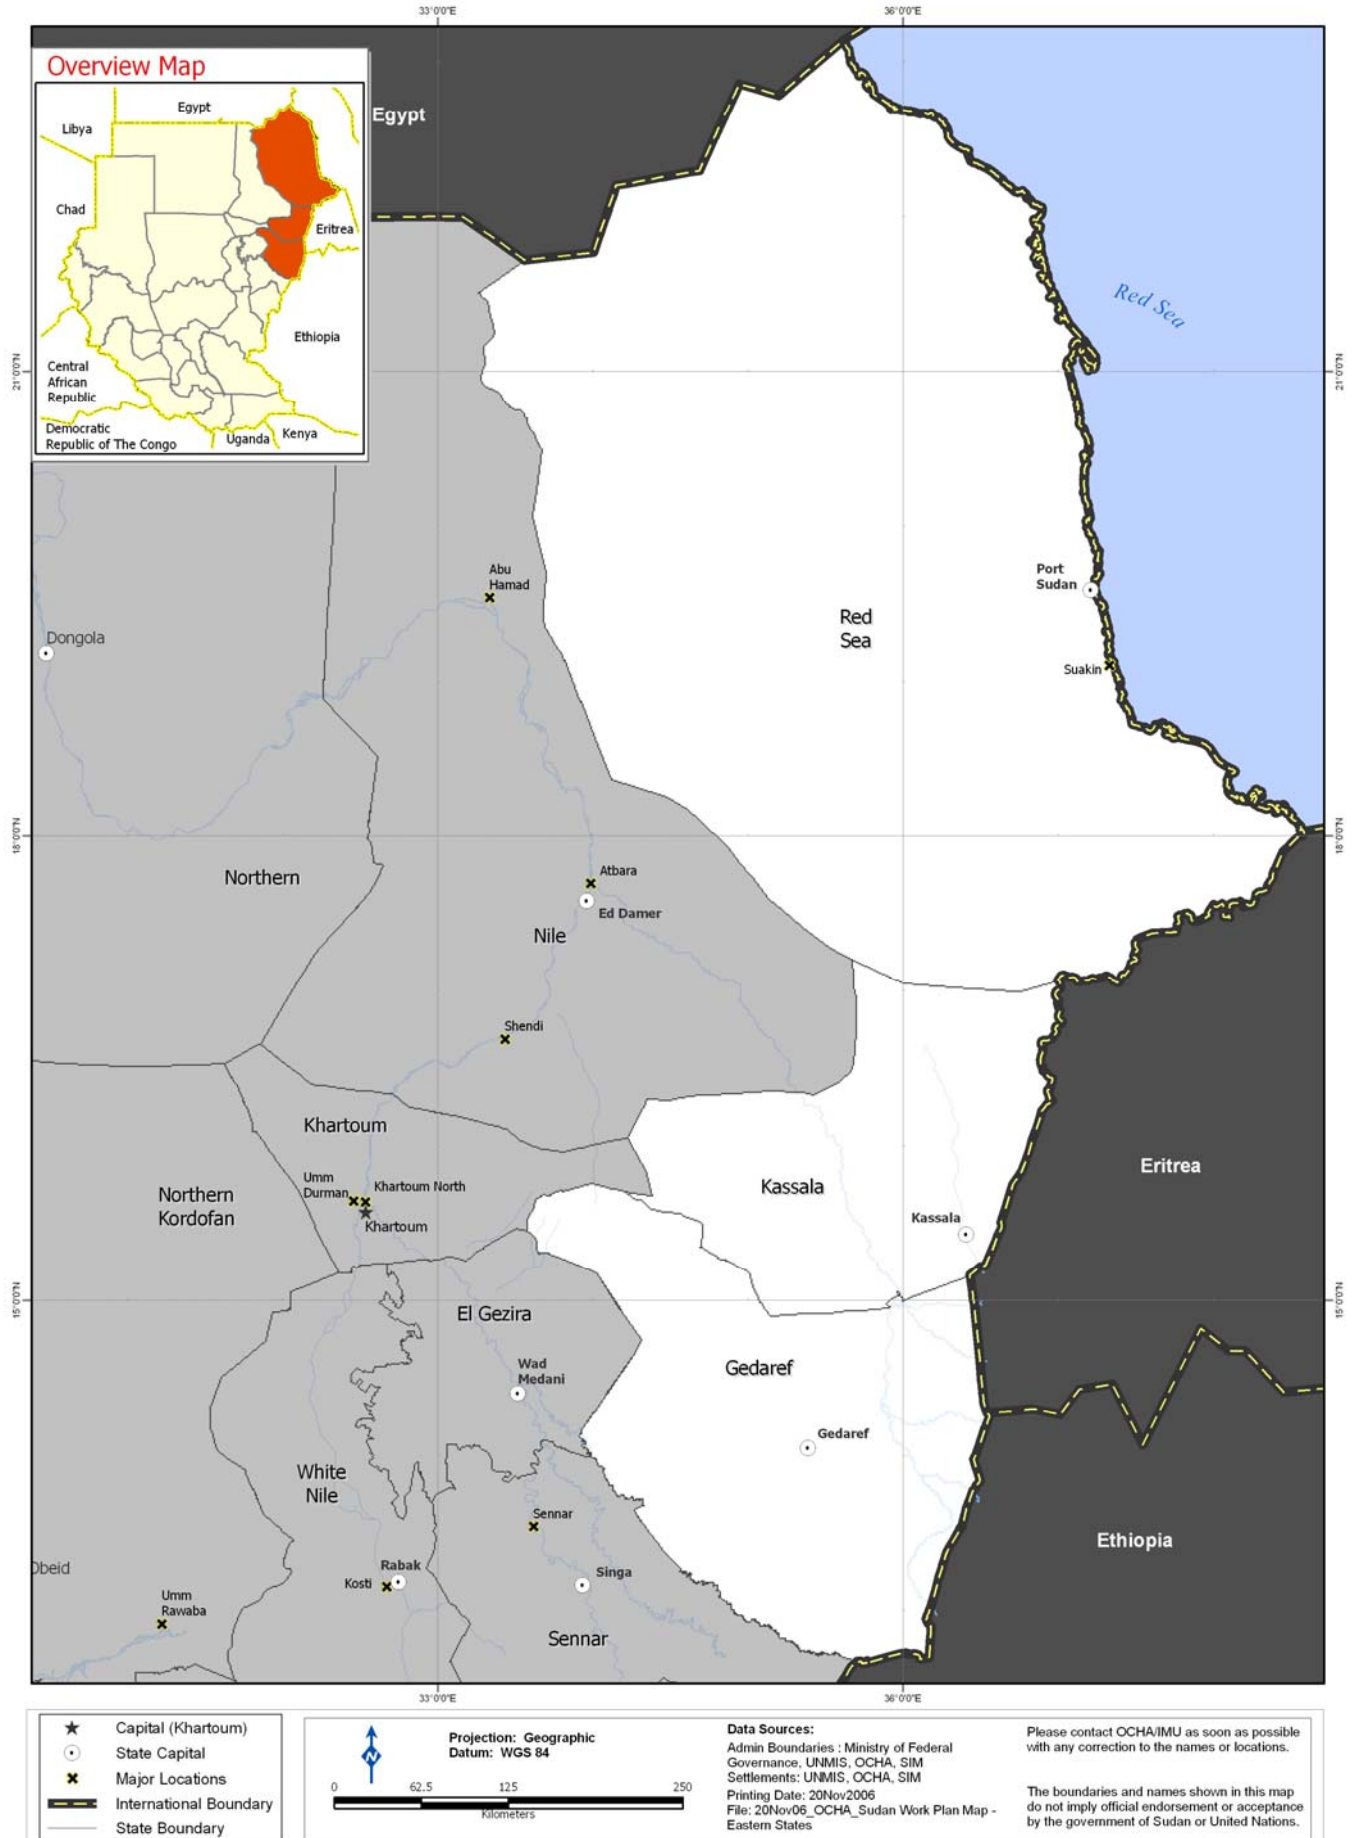 33°0'0"E
36°0'0"E
Overview Map
Egypt
Libya
Chad
Eritrea
Ethiopia
Central
African
Republic
Democratic
Republic of The Congo
Uganda
Kenya
Egypt
Red Sea
21°0'0"N
21°0'0"N
Abu
Hamad
Port
Sudan
Red
Sea
Dongola
Suakin
18°0'0"N
18°0'0"N
Northern
Atbara
Ed Damer
Nile
Shendi
Khartoum
Eritrea
Umm
Durman
Khartoum North
Khartoum
Northern
Kordofan
Kassala
Kassala
15°0'0"N
15°0'0"N
El Gezira
Gedaref
Wad
Medani
Gedaref
White
Nile
Sennar
Ethiopia
Obeid
Rabak
Kosti
Singa
Umm
Rawaba
Sennar
33°0'0"E
36°0'0"E
Capital (Khartoum)
State Capital
Major Locations
International Boundary
State Boundary
N
Projection: Geographic
Datum: WGS 84
0 62.5 125 250
Kilometers
Data Sources:
Admin Boundaries : Ministry of Federal
Governance, UNMIS, OCHA, SIM
Settlements: UNMIS, OCHA, SIM
Printing Date: 20Nov2006
File: 20Nov06_OCHA_Sudan Work Plan Map -
Eastern States
Please contact OCHA/IMU as soon as possible
with any correction to the names or locations.
The boundaries and names shown in this map
do not imply official endorsement or acceptance
by the government of Sudan or United Nations.